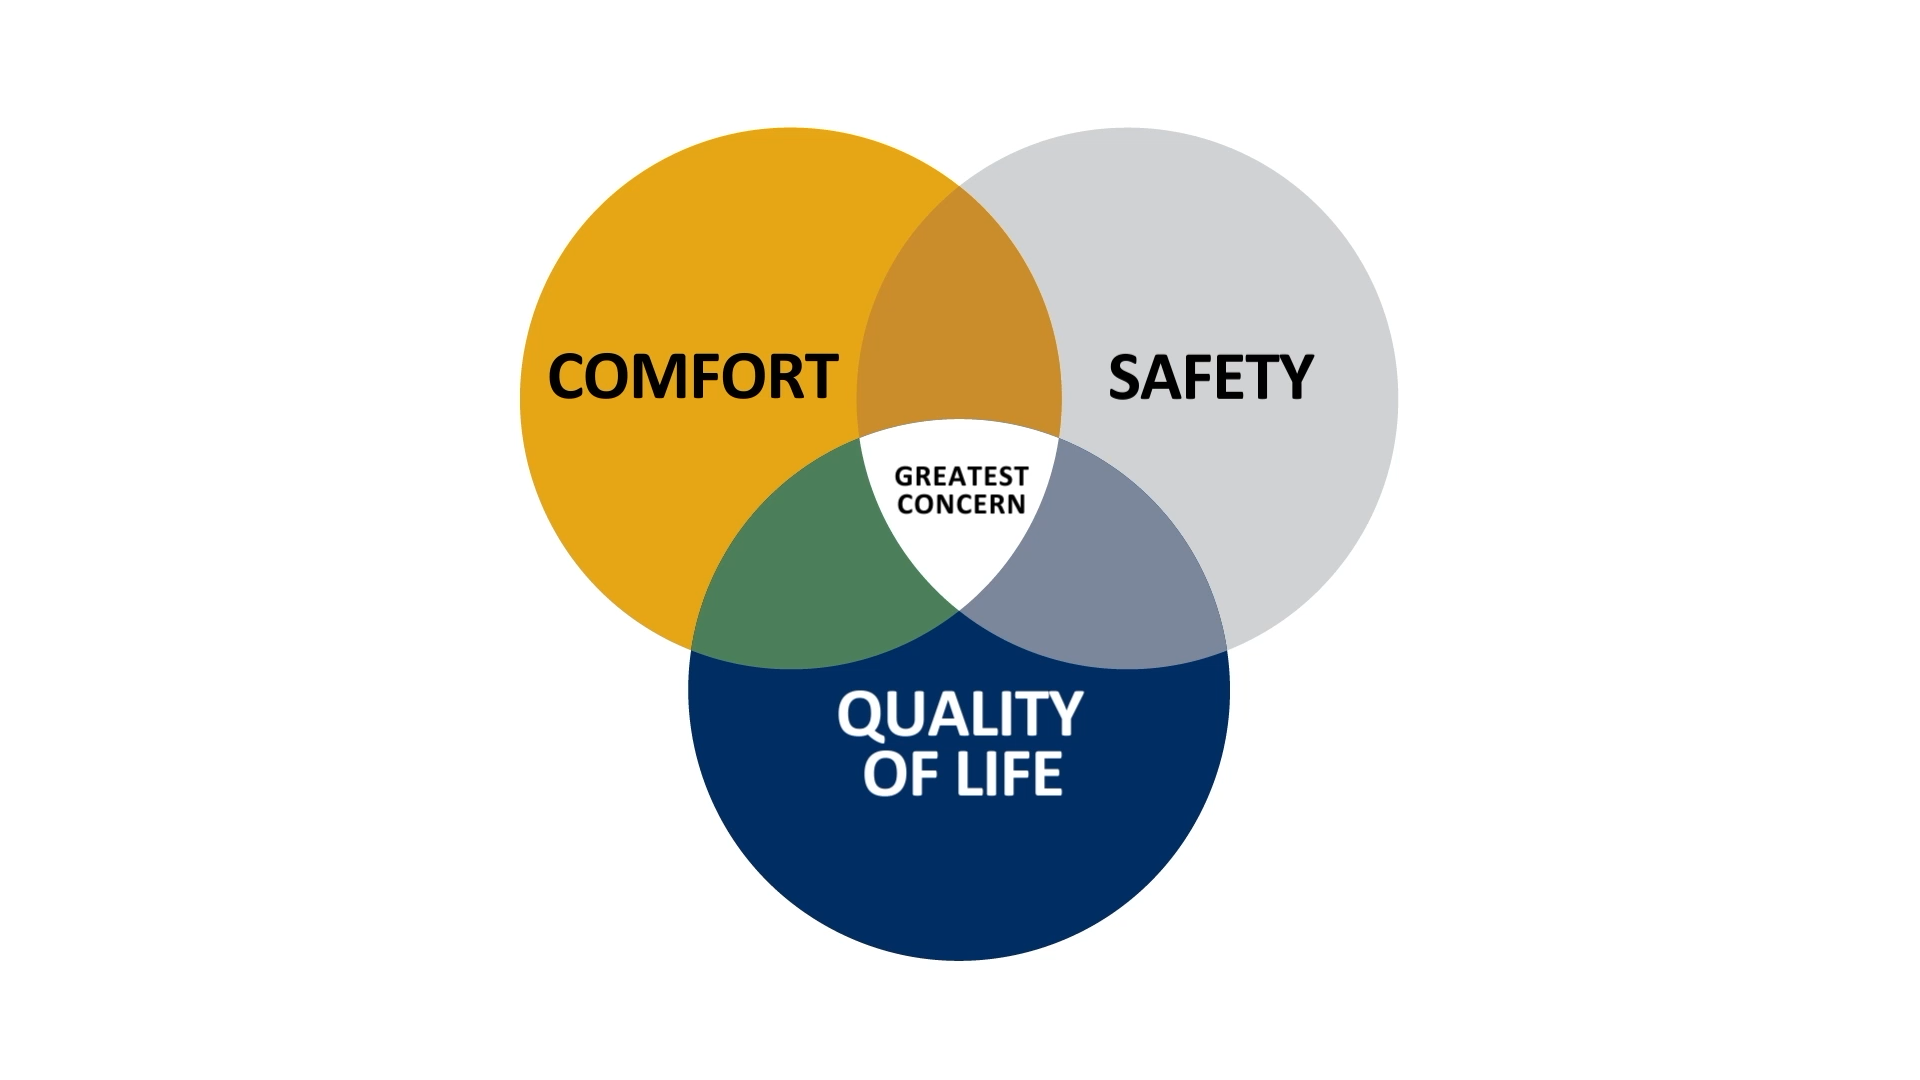 COMFORT
SAFETY
GREATEST
CONCERN
QUALITY
OF LIFE